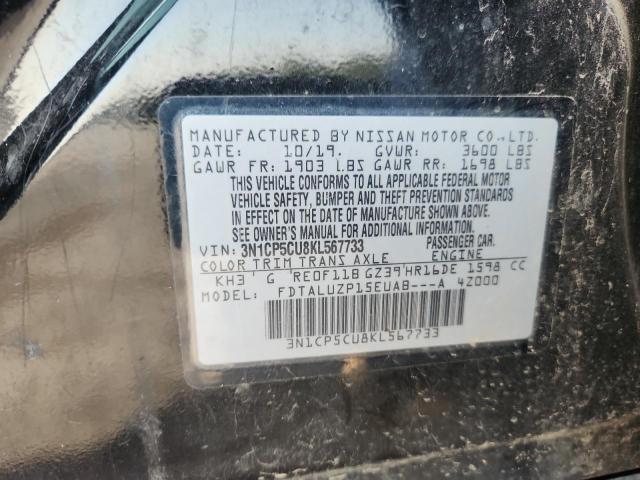 MANUFACTURED BY NISSAN MOTOR CO.,LTD.
DATE: 10/19. GVWR: 3600 LBS
GAWR FR: 1903 LBS GAWR RR: 1698 LBS
THIS VEHICLE CONFORMS TO ALL APPLICABLE FEDERAL MOTOR
VEHICLE SAFETY, BUMPER AND THEFT PREVENTION STANDARDS
IN EFFECT ON THE DATE OF MANUFACTURE SHOWN ABOVE.
SEE OWNER'S MANUAL FOR ADDITIONAL INFORMATION.
VIN: 3N1CP5CU8KL567733 PASSENGER CAR.
COLOR TRIM TRANS AXLE ENGINE
KH3 G RE0F11B GZ39 HR16DE 1598 CC
MODEL: FDTALUZP15EUAB---A 4Z000
3N1CP5CU8KL567733